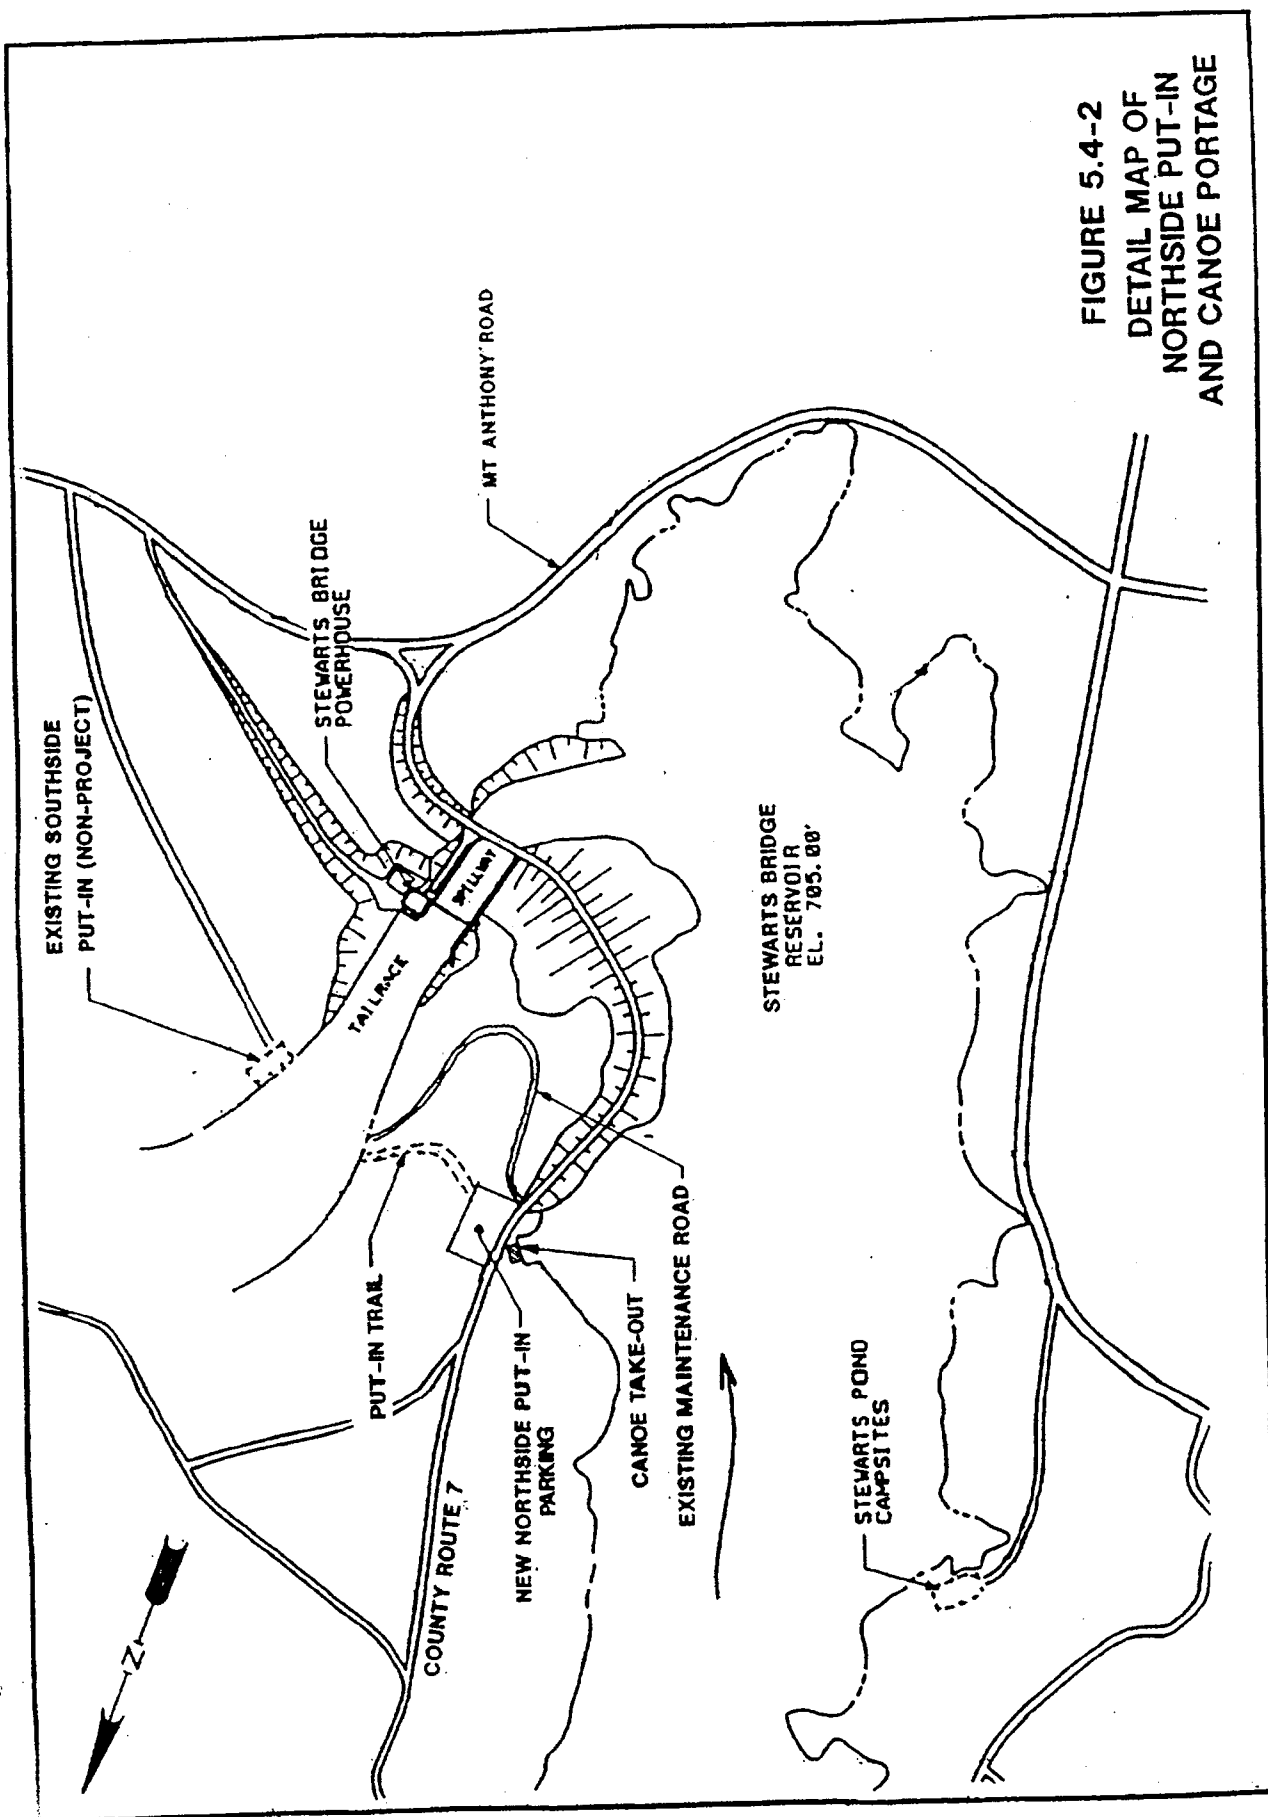 EXISTING SOUTHSIDE
PUT-IN (NON-PROJECT)
STEWARTS BRIDGE
POWERHOUSE
MT ANTHONY ROAD
TAILRACE
SPILLWAY
PUT-IN TRAIL
COUNTY ROUTE 7
NEW NORTHSIDE PUT-IN
PARKING
CANOE TAKE-OUT
EXISTING MAINTENANCE ROAD
STEWARTS BRIDGE
RESERVOIR
EL. 705.00'
STEWARTS POND
CAMPSITES
N
FIGURE 5.4-2
DETAIL MAP OF
NORTHSIDE PUT-IN
AND CANOE PORTAGE